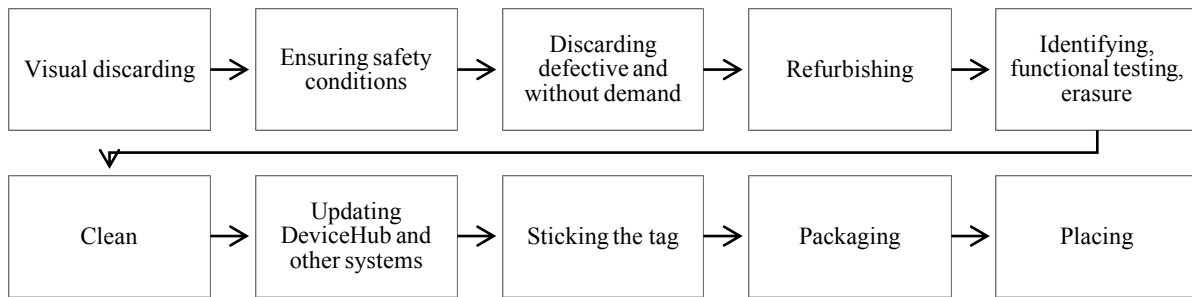 Visual discarding
Ensuring safety
conditions
Discarding
defective and
without demand
Refurbishing
Identifying,
functional testing,
erasure
Clean
Updating
DeviceHub and
other systems
Sticking the tag
Packaging
Placing